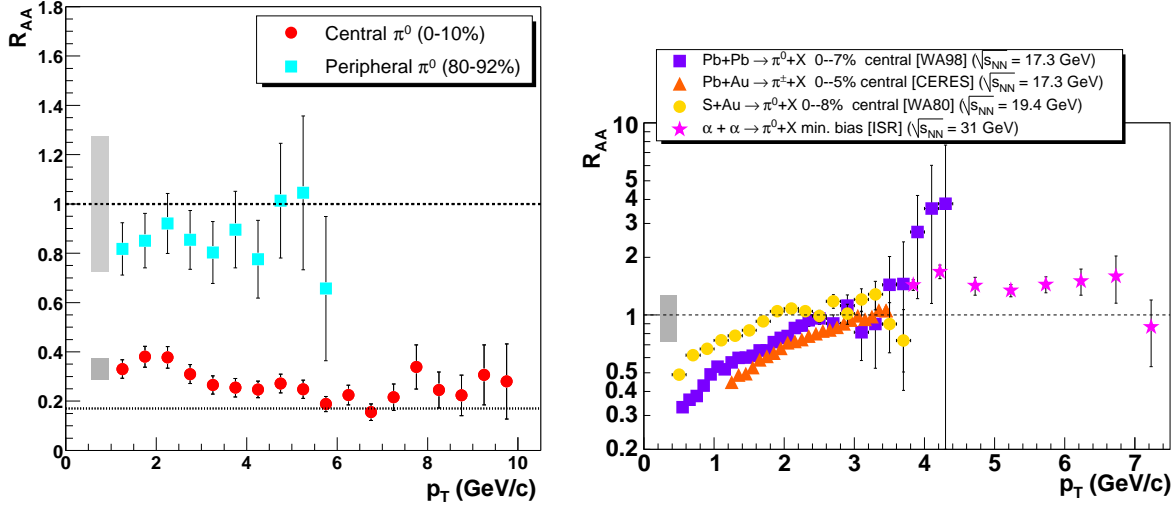 R_AA
1.8
1.6
1.4
1.2
1
0.8
0.6
0.4
0.2
0
0 2 4 6 8 10
p_T (GeV/c)
Central π⁰ (0-10%)
Peripheral π⁰ (80-92%)
Pb+Pb → π⁰+X 0--7% central [WA98] (√s_NN = 17.3 GeV)
Pb+Au → π^±+X 0--5% central [CERES] (√s_NN = 17.3 GeV)
S+Au → π⁰+X 0--8% central [WA80] (√s_NN = 19.4 GeV)
α + α → π⁰+X min. bias [ISR] (√s_NN = 31 GeV)
R_AA
10
5
4
3
2
1
0.5
0.4
0.3
0.2
0 1 2 3 4 5 6 7
p_T (GeV/c)